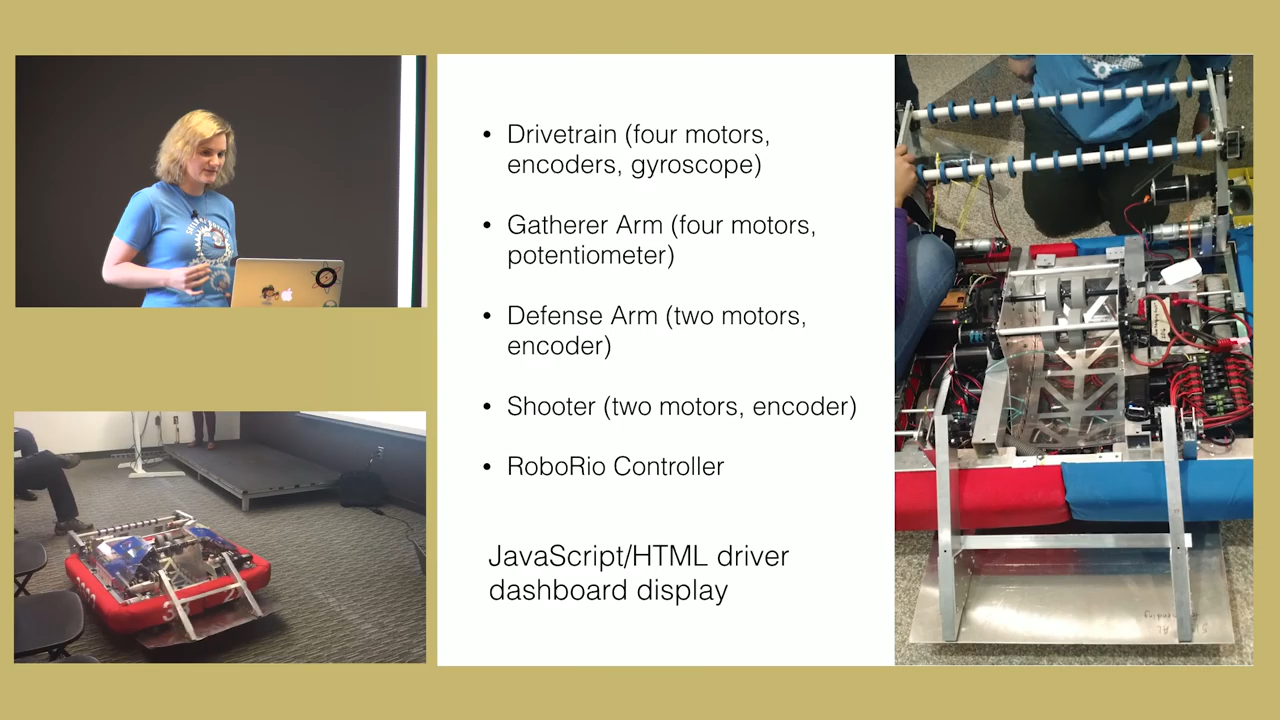 • Drivetrain (four motors,
encoders, gyroscope)
• Gatherer Arm (four motors,
potentiometer)
• Defense Arm (two motors,
encoder)
• Shooter (two motors, encoder)
• RoboRio Controller
JavaScript/HTML driver
dashboard display